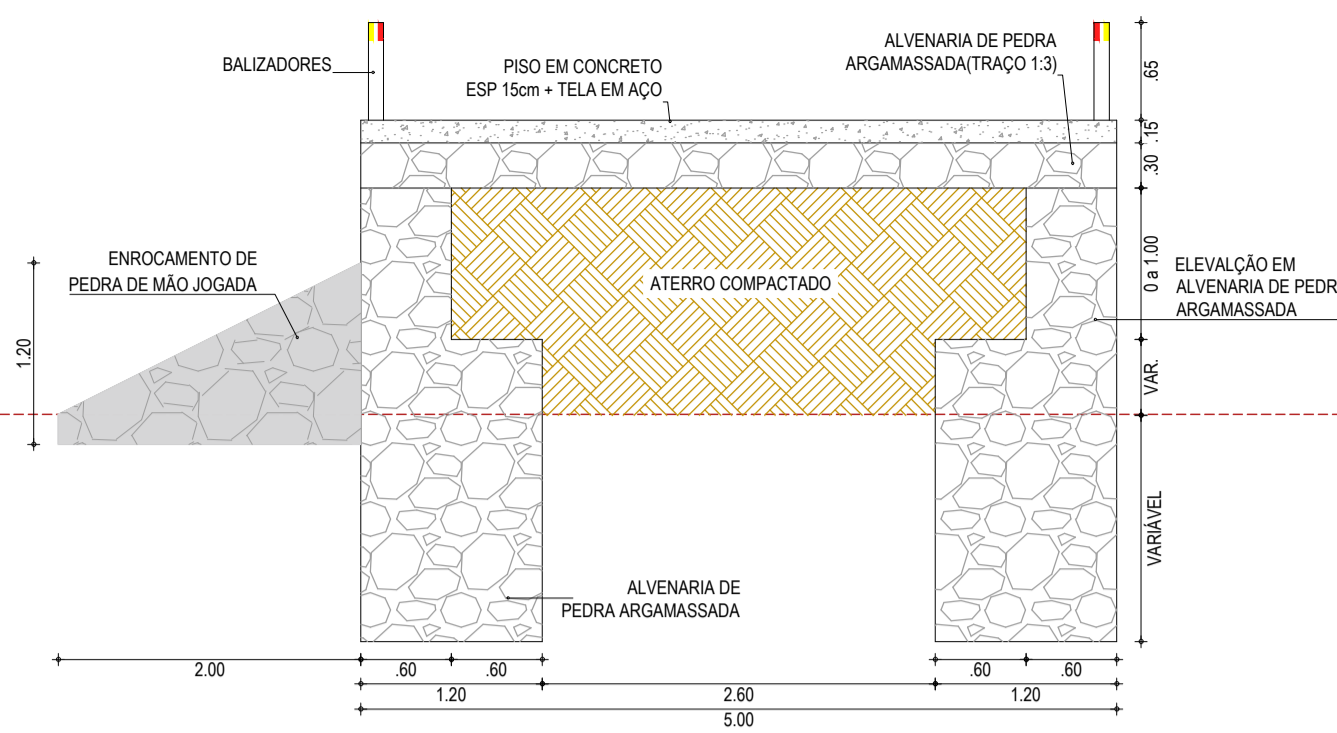 BALIZADORES
PISO EM CONCRETO
ESP 15cm + TELA EM AÇO
ALVENARIA DE PEDRA
ARGAMASSADA(TRAÇO 1:3)
.65
.15
.30
0 a 1.00
VAR.
VARIÁVEL
ENROCAMENTO DE
PEDRA DE MÃO JOGADA
1.20
ATERRO COMPACTADO
ELEVALÇÃO EM
ALVENARIA DE PEDR
ARGAMASSADA
ALVENARIA DE
PEDRA ARGAMASSADA
2.00
.60
.60
.60
.60
1.20
2.60
1.20
5.00